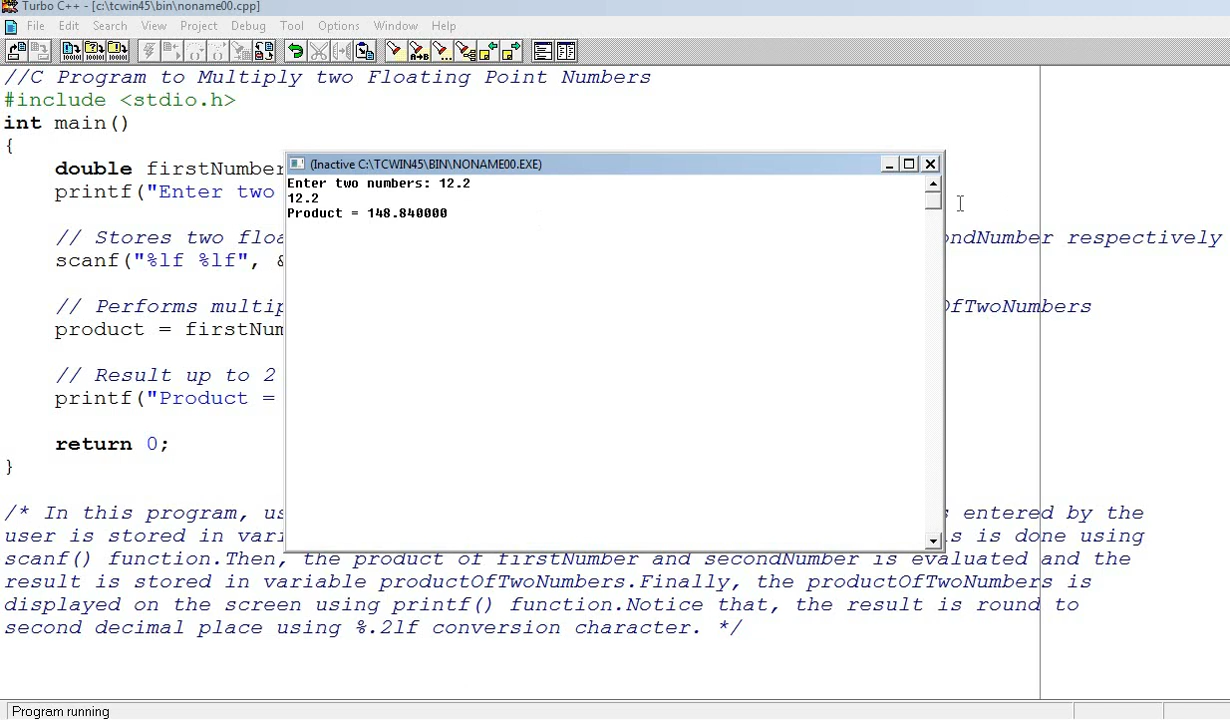 Turbo C++ - [c:\tcwin45\bin\noname00.cpp]
File Edit Search View Project Debug Tool Options Window Help
//C Program to Multiply two Floating Point Numbers
#include <stdio.h>
int main()
{
double firstNumber
printf("Enter two
// Stores two floa
ndNumber respectively
scanf("%lf %lf", &
// Performs multip
OfTwoNumbers
product = firstNum
// Result up to 2
printf("Product =
return 0;
}
(Inactive C:\TCWIN45\BIN\NONAME00.EXE)
Enter two numbers: 12.2
12.2
Product = 148.840000
/* In this program, us
s entered by the
user is stored in vari
s is done using
scanf() function.Then, the product of firstNumber and secondNumber is evaluated and the
result is stored in variable productOfTwoNumbers.Finally, the productOfTwoNumbers is
displayed on the screen using printf() function.Notice that, the result is round to
second decimal place using %.2lf conversion character. */
Program running